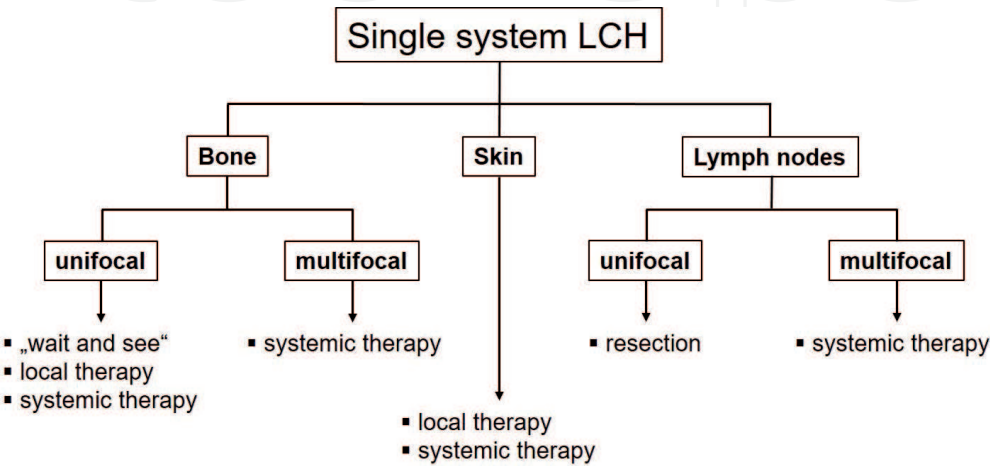 Single system LCH
Bone
Skin
Lymph nodes
unifocal
multifocal
unifocal
multifocal
▪ „wait and see“
▪ local therapy
▪ systemic therapy
▪ systemic therapy
▪ resection
▪ systemic therapy
▪ local therapy
▪ systemic therapy